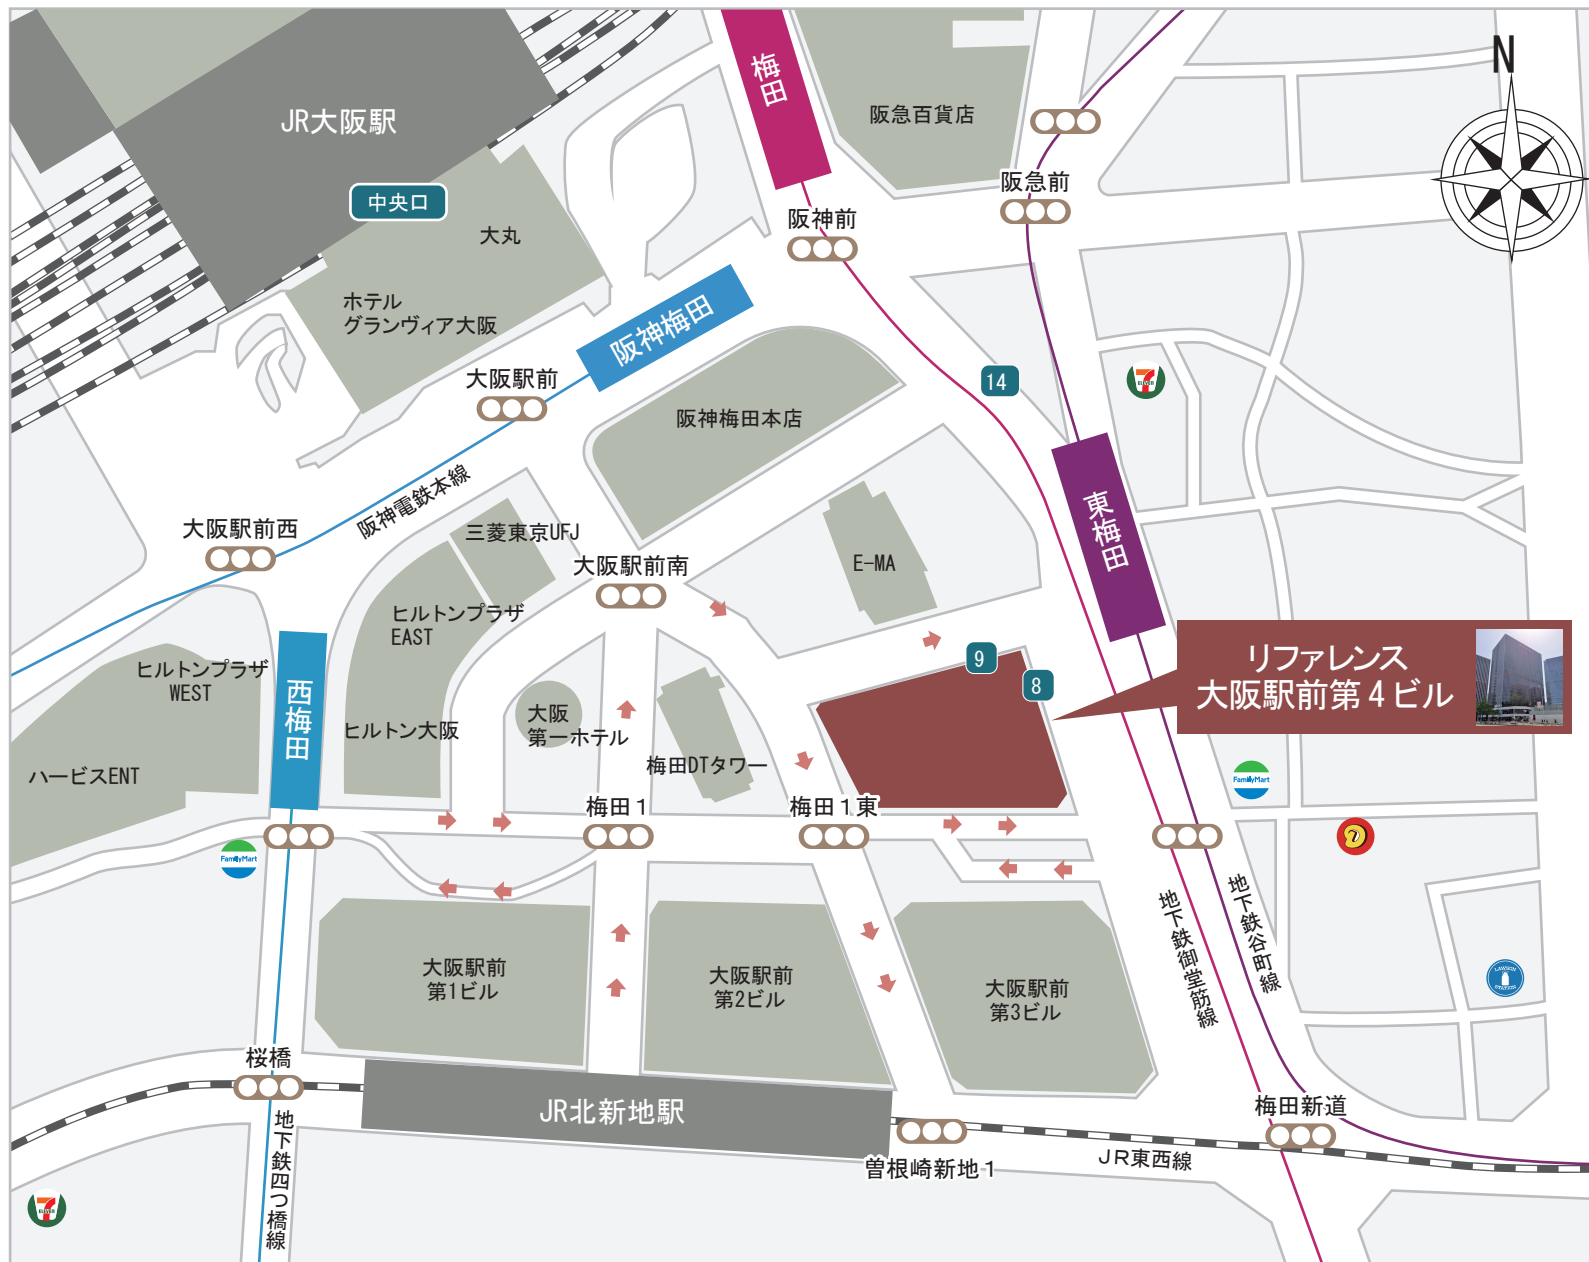 N
梅田
JR大阪駅
阪急百貨店
中央口
阪急前
阪神前
大丸
ホテル
グランヴィア大阪
阪神梅田
大阪駅前
14
7
ELEVEN
阪神梅田本店
阪神電鉄本線
東梅田
大阪駅前西
三菱東京UFJ
大阪駅前南
E-MA
ヒルトンプラザ
EAST
ヒルトンプラザ
WEST
9
8
リファレンス
大阪駅前第4ビル
西梅田
大阪
第一ホテル
ヒルトン大阪
梅田DTタワー
ハービスENT
FamilyMart
梅田1
梅田1東
FamilyMart
地下鉄御堂筋線
地下鉄谷町線
大阪駅前
第1ビル
大阪駅前
第2ビル
大阪駅前
第3ビル
LAWSON
STATION
桜橋
JR北新地駅
梅田新道
曽根崎新地1
JR東西線
地下鉄四つ橋線
7
ELEVEN